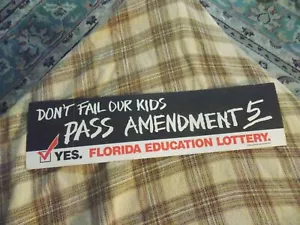 DON'T FAIL OUR KIDS
PASS AMENDMENT 5
YES. FLORIDA EDUCATION LOTTERY.